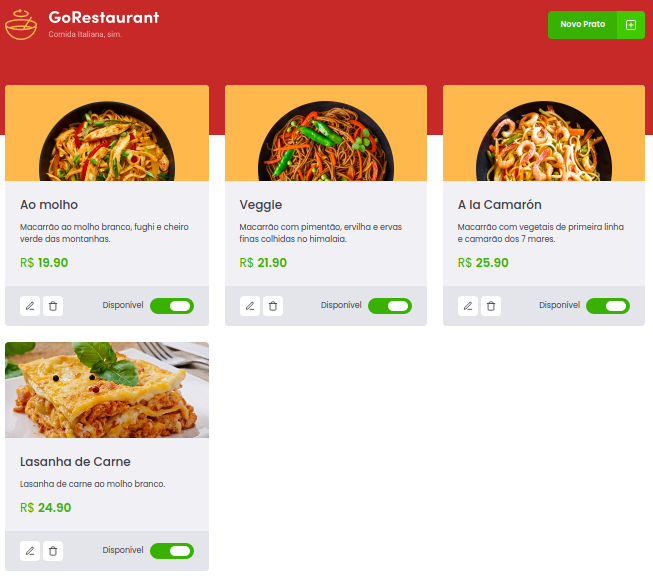 GoRestaurant
Comida Italiana, sim.
Novo Prato
Ao molho
Macarrão ao molho branco, fughi e cheiro
verde das montanhas.
R$ 19.90
Disponível
Veggie
Macarrão com pimentão, ervilha e ervas
finas colhidas no himalaia.
R$ 21.90
Disponível
A la Camarón
Macarrão com vegetais de primeira linha
e camarão dos 7 mares.
R$ 25.90
Disponível
Lasanha de Carne
Lasanha de carne ao molho branco.
R$ 24.90
Disponível